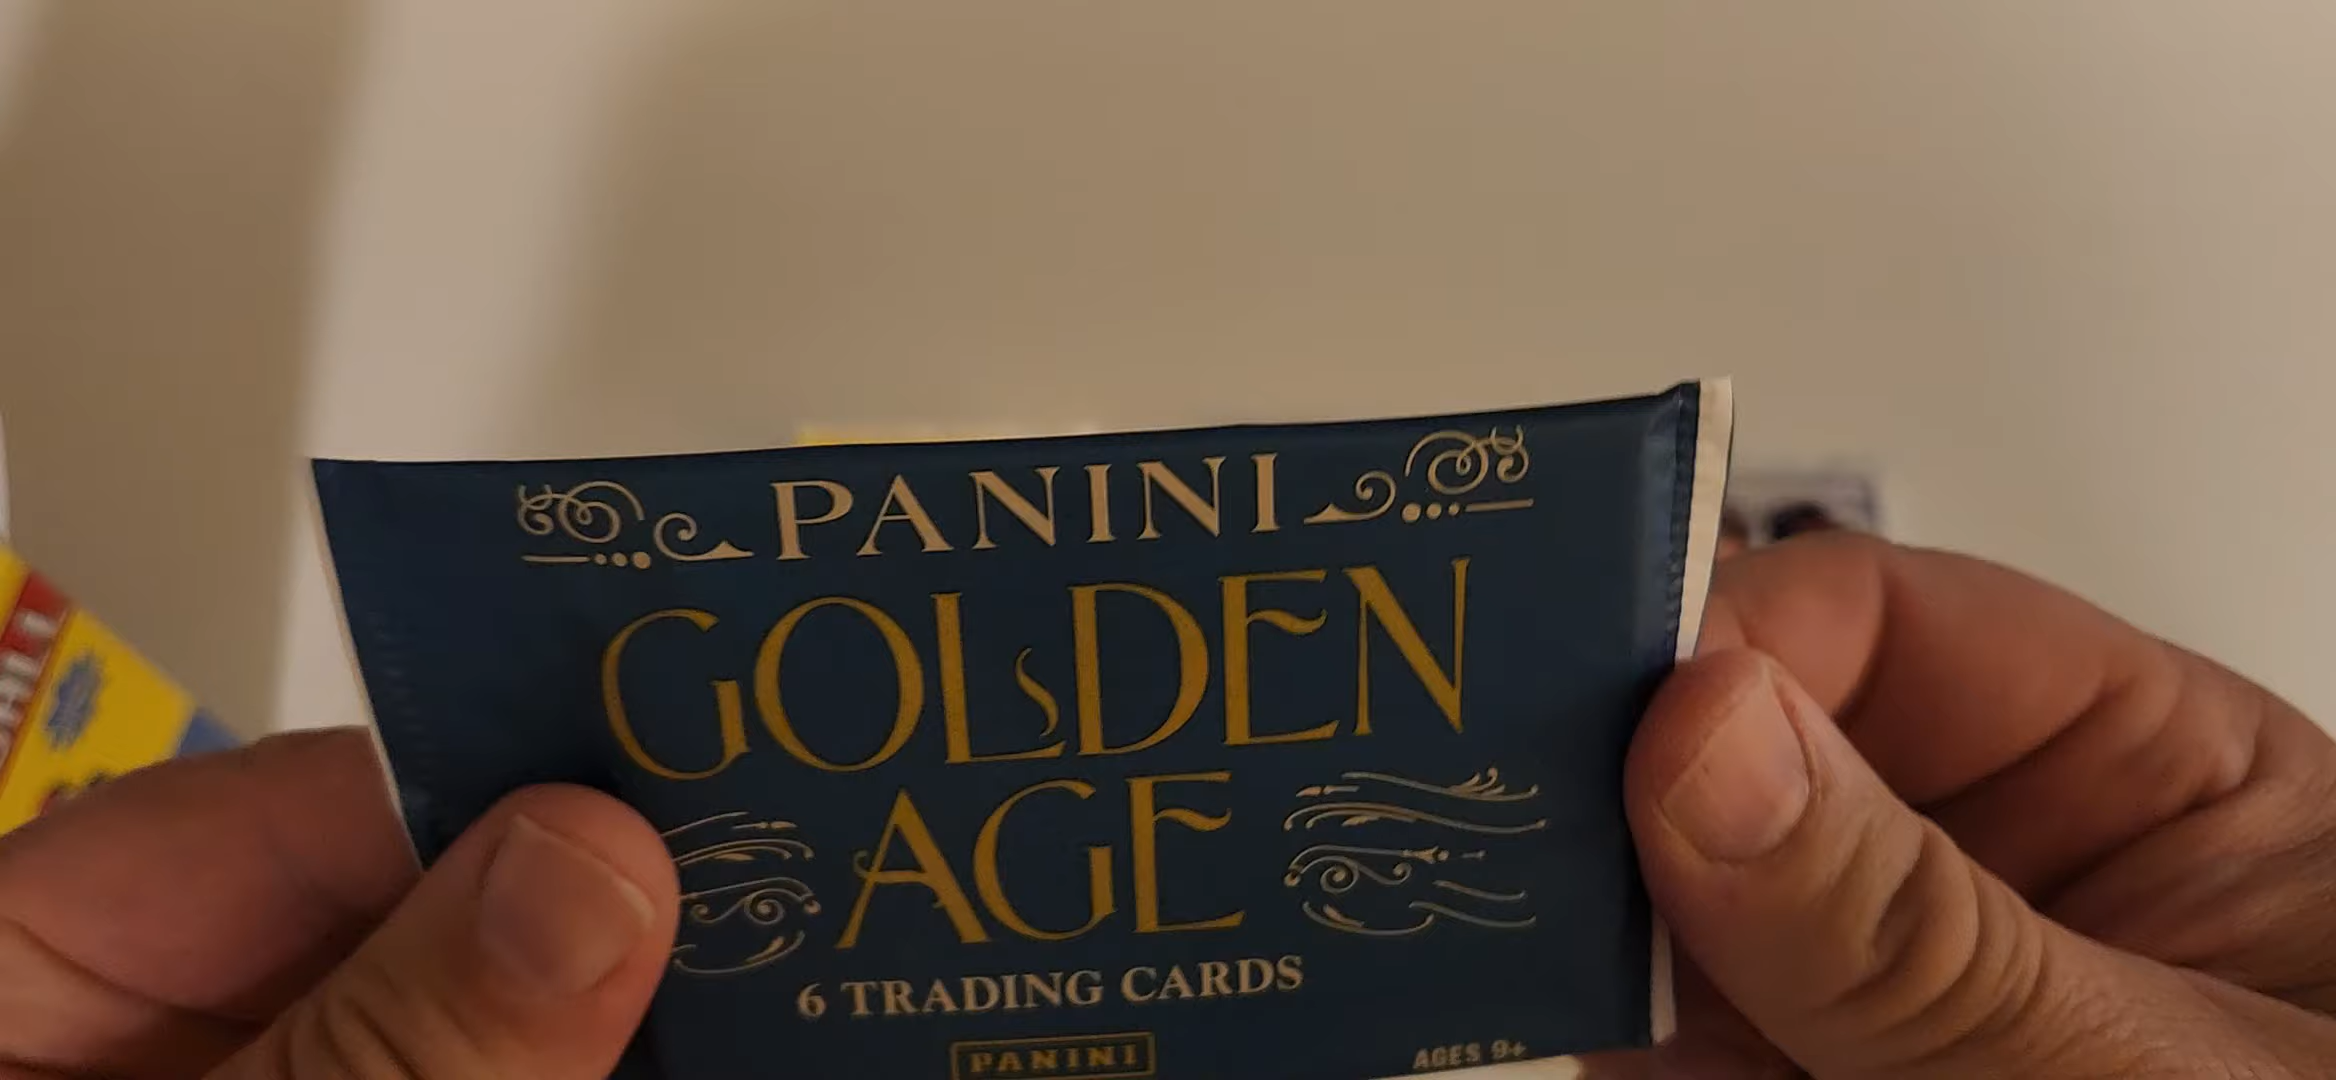 PANINI
GOLDEN
AGE
6 TRADING CARDS
PANINI
AGES 9+